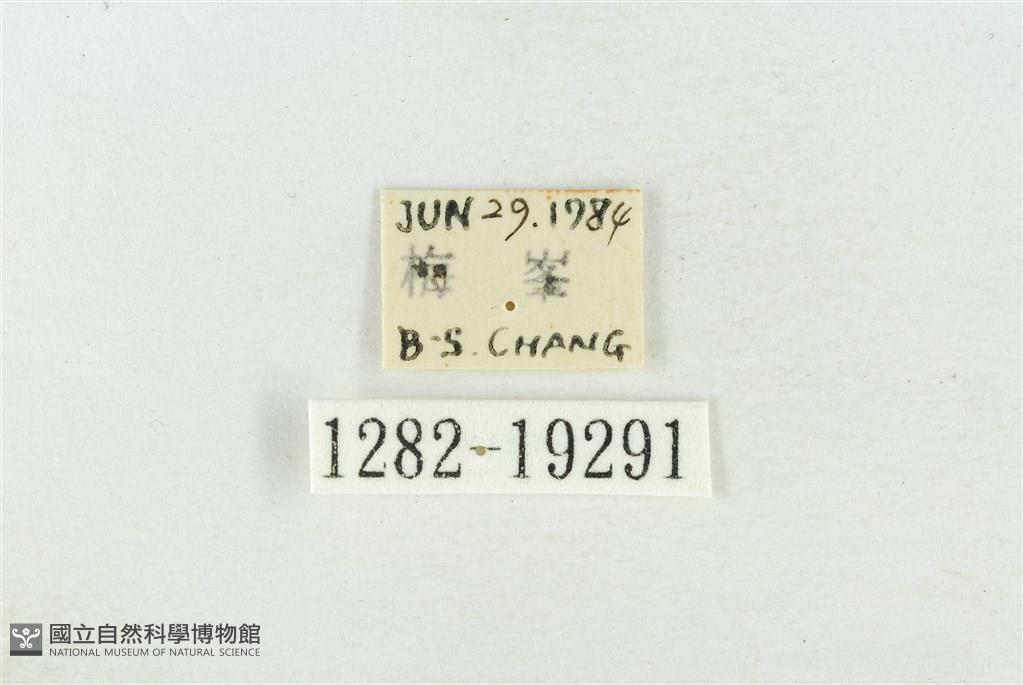 JUN 29. 1984
梅峯
B-S. CHANG
1282-19291
國立自然科學博物館
NATIONAL MUSEUM OF NATURAL SCIENCE